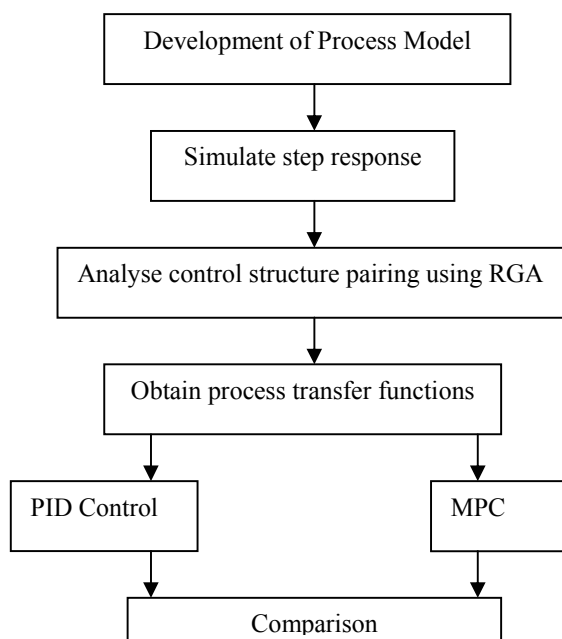 Development of Process Model
Simulate step response
Analyse control structure pairing using RGA
Obtain process transfer functions
PID Control
MPC
Comparison